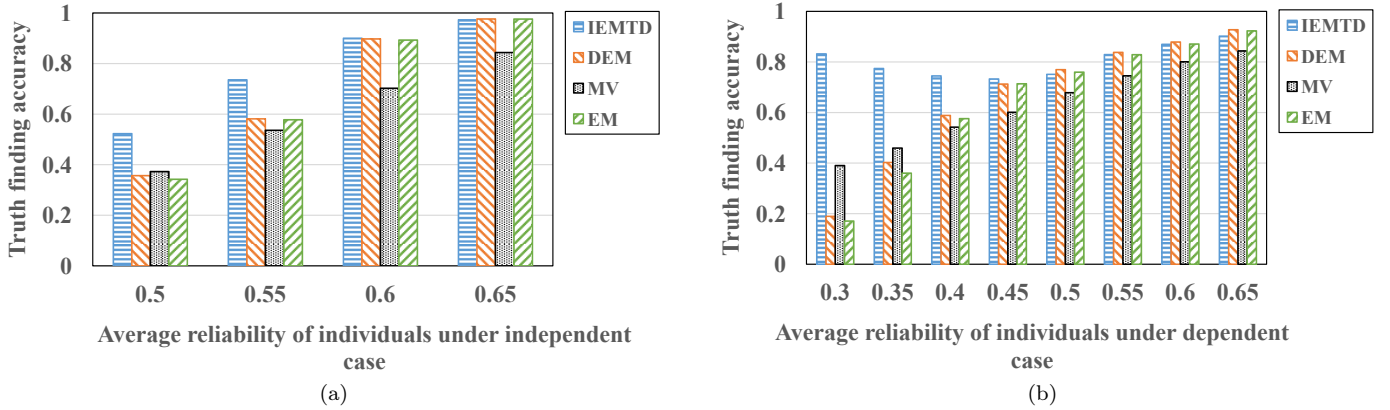 Truth finding accuracy
1
0.8
0.6
0.4
0.2
0
0.5 0.55 0.6 0.65
Average reliability of individuals under independent
case
IEMTD
DEM
MV
EM
(a)
Truth finding accuracy
1
0.8
0.6
0.4
0.2
0
0.3 0.35 0.4 0.45 0.5 0.55 0.6 0.65
Average reliability of individuals under dependent
case
IEMTD
DEM
MV
EM
(b)